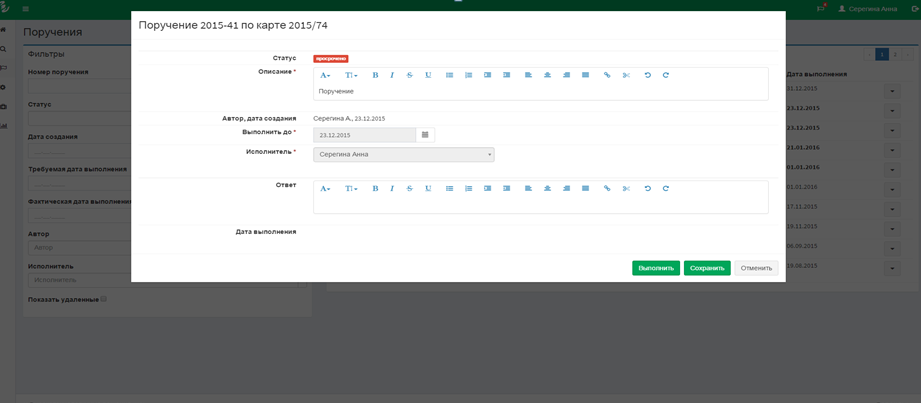 Серегина Анна
Поручение 2015-41 по карте 2015/74
Поручения
Фильтры
Номер поручения
Статус
Дата создания
Требуемая дата выполнения
Фактическая дата выполнения
Автор
Автор
Исполнитель
Исполнитель
Показать удаленные
Статус просрочено
Описание *
Поручение
Автор, дата создания Серегина А., 23.12.2015
Выполнить до * 23.12.2015
Исполнитель * Серегина Анна
Ответ
Дата выполнения
Выполнить Сохранить Отменить
1 2
Дата выполнения
31.12.2015
23.12.2015
23.12.2015
21.01.2016
01.01.2016
01.01.2016
17.11.2015
19.11.2015
06.09.2015
19.08.2015